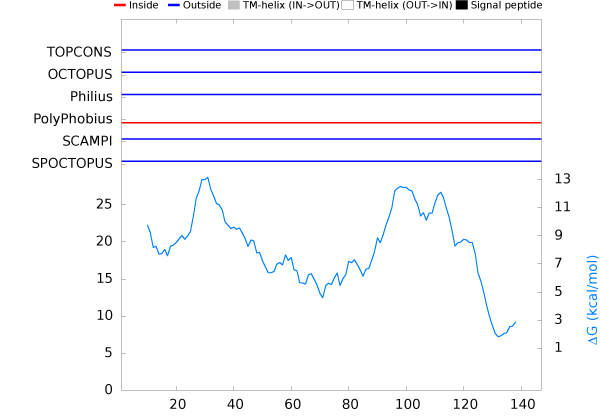 Inside Outside TM-helix (IN->OUT) TM-helix (OUT->IN) Signal peptide
TOPCONS
OCTOPUS
Philius
PolyPhobius
SCAMPI
SPOCTOPUS
25
20
15
10
5
0
13
11
9
7
5
3
1
ΔG (kcal/mol)
20 40 60 80 100 120 140